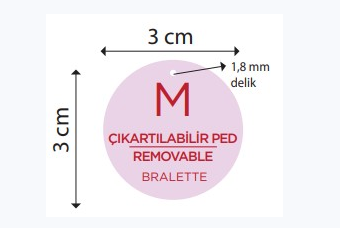 3 cm
1,8 mm
delik
3 cm
M
ÇIKARTILABİLİR PED
REMOVABLE
BRALETTE